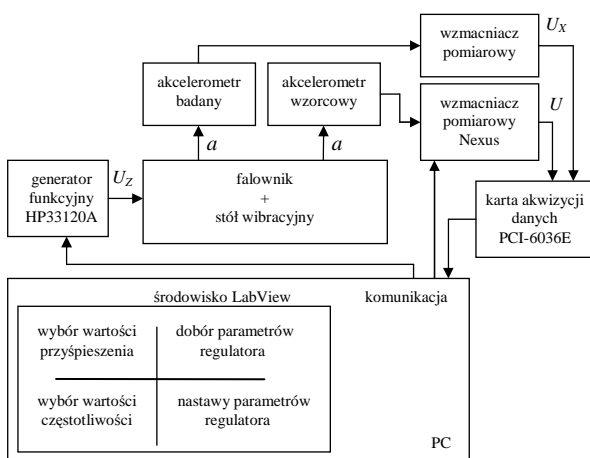 wzmacniacz
pomiarowy
U_X
akcelerometr
badany
akcelerometr
wzorcowy
wzmacniacz
pomiarowy
Nexus
U
a
a
generator
funkcyjny
HP33120A
U_Z
falownik
+
stół wibracyjny
karta akwizycji
danych
PCI-6036E
środowisko LabView
komunikacja
wybór wartości
przyśpieszenia
dobór parametrów
regulatora
wybór wartości
częstotliwości
nastawy parametrów
regulatora
PC